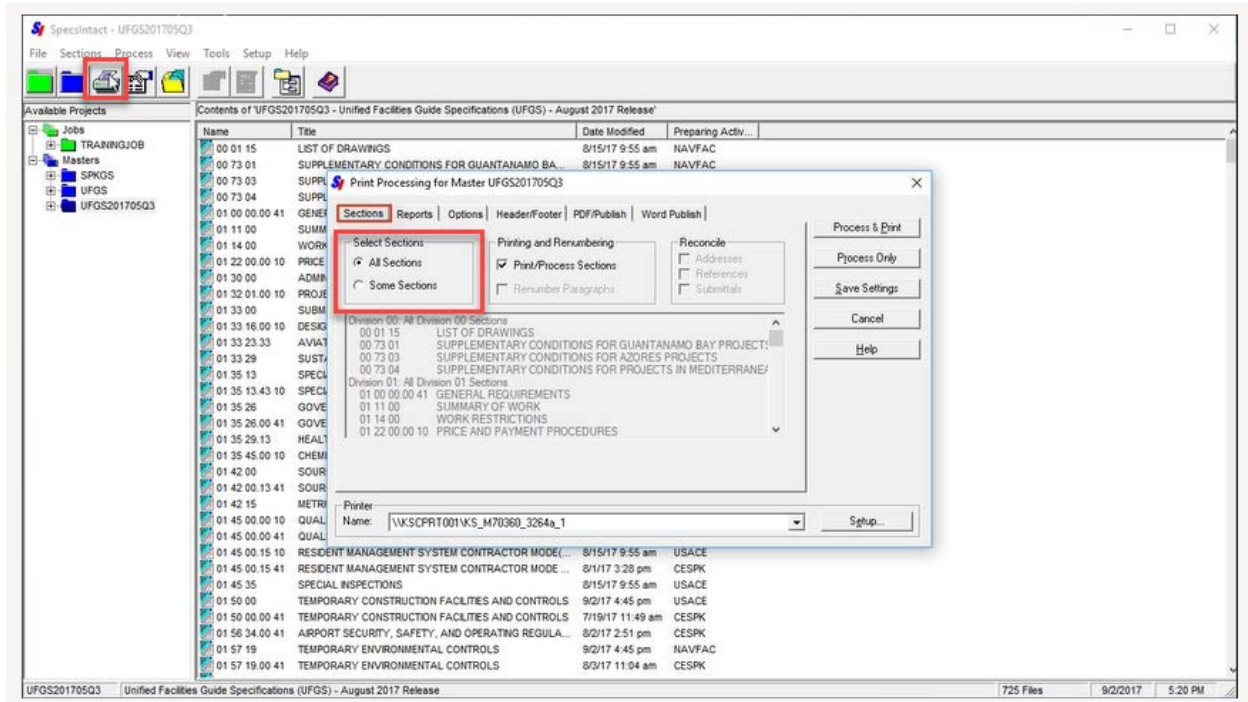 SpecsIntact - UFGS201705Q3
File Sections Process View Tools Setup Help
Available Projects
Contents of 'UFGS201705Q3 - Unified Facilities Guide Specifications (UFGS) - August 2017 Release'
Jobs
TRAININGJOB
Masters
SPKGS
UFGS
UFGS201705Q3
Name Title Date Modified Preparing Activ...
00 01 15 LIST OF DRAWINGS 8/15/17 9:55 am NAVFAC
00 73 01 SUPPLEMENTARY CONDITIONS FOR GUANTANAMO BA... 8/15/17 9:55 am NAVFAC
00 73 03
00 73 04
01 00 00.00 41
01 11 00
01 14 00
01 22 00.00 10 PRICE
01 30 00
01 32 01.00 10
01 33 00
01 33 16.00 10
01 33 23.33
01 33 29
01 35 13
01 35 13.43 10
01 35 26
01 35 26.00 41
01 35 29.13
01 35 45.00 10
01 42 00
01 42 00.13 41
01 42 15
01 45 00.00 10
01 45 00.00 41
01 45 00.15 10 RESIDENT MANAGEMENT SYSTEM CONTRACTOR MODE(... 8/15/17 9:55 am USACE
01 45 00.15 41 RESIDENT MANAGEMENT SYSTEM CONTRACTOR MODE ... 8/1/17 3:28 pm CESPK
01 45 35 SPECIAL INSPECTIONS 8/15/17 9:55 am USACE
01 50 00 TEMPORARY CONSTRUCTION FACILITIES AND CONTROLS 9/2/17 4:45 pm USACE
01 50 00.00 41 TEMPORARY CONSTRUCTION FACILITIES AND CONTROLS 7/19/17 11:49 am CESPK
01 56 34.00 41 AIRPORT SECURITY, SAFETY, AND OPERATING REGULA... 8/2/17 2:51 pm CESPK
01 57 19 TEMPORARY ENVIRONMENTAL CONTROLS 9/2/17 4:45 pm NAVFAC
01 57 19.00 41 TEMPORARY ENVIRONMENTAL CONTROLS 8/3/17 11:04 am CESPK
Print Processing for Master UFGS201705Q3
Sections Reports Options Header/Footer PDF/Publish Word Publish
Select Sections
All Sections
Some Sections
Printing and Renumbering
Print/Process Sections
Renumber Paragraphs
Reconcile
Addresses
References
Submittals
Division 00: All Division 00 Sections
00 01 15 LIST OF DRAWINGS
00 73 01 SUPPLEMENTARY CONDITIONS FOR GUANTANAMO BAY PROJECT
00 73 03 SUPPLEMENTARY CONDITIONS FOR AZORES PROJECTS
00 73 04 SUPPLEMENTARY CONDITIONS FOR PROJECTS IN
Division 01: All Division 01 Sections
01 00 00.00 41 GENERAL REQUIREMENTS
01 11 00 SUMMARY OF WORK
01 14 00 WORK RESTRICTIONS
01 22 00.00 10 PRICE AND PAYMENT PROCEDURES
Process & Print
Process Only
Save Settings
Cancel
Help
Printer
Name: \\KSCPRT001\KS_M70360_3264a_1
Setup...
UFGS201705Q3 Unified Facilities Guide Specifications (UFGS) - August 2017 Release 725 Files 9/2/2017 5:20 PM